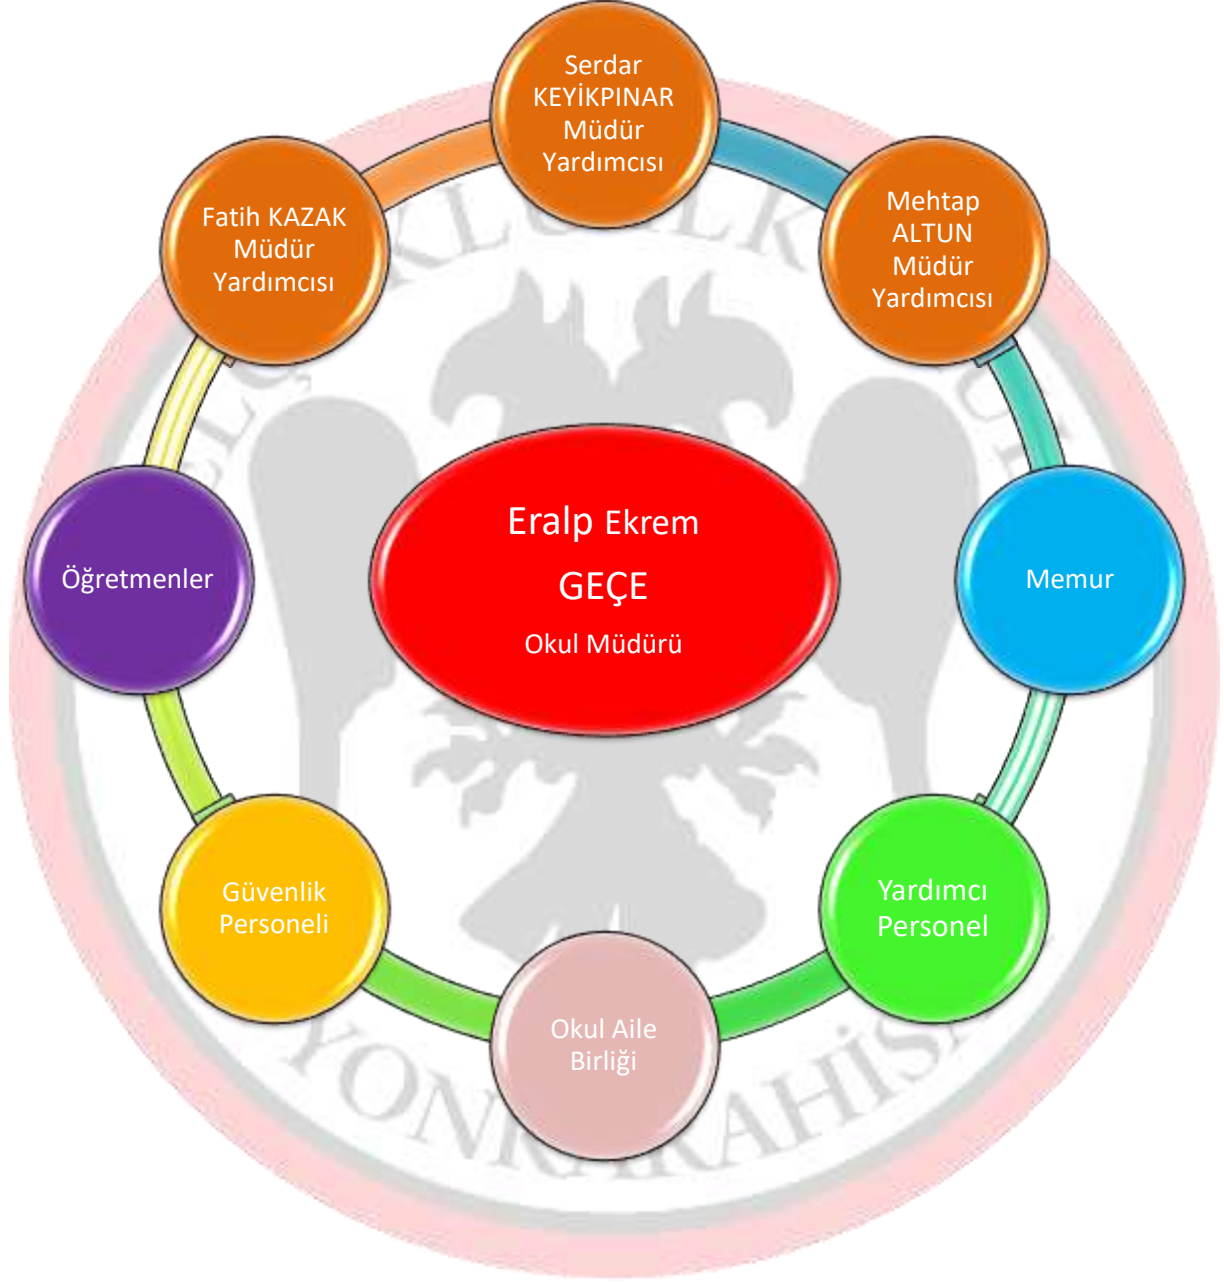 Serdar
KEYİKPINAR
Müdür
Yardımcısı
Fatih KAZAK
Müdür
Yardımcısı
Mehtap
ALTUN
Müdür
Yardımcısı
Eralp Ekrem
GEÇE
Okul Müdürü
Öğretmenler
Memur
Güvenlik
Personeli
Yardımcı
Personel
Okul Aile
Birliği